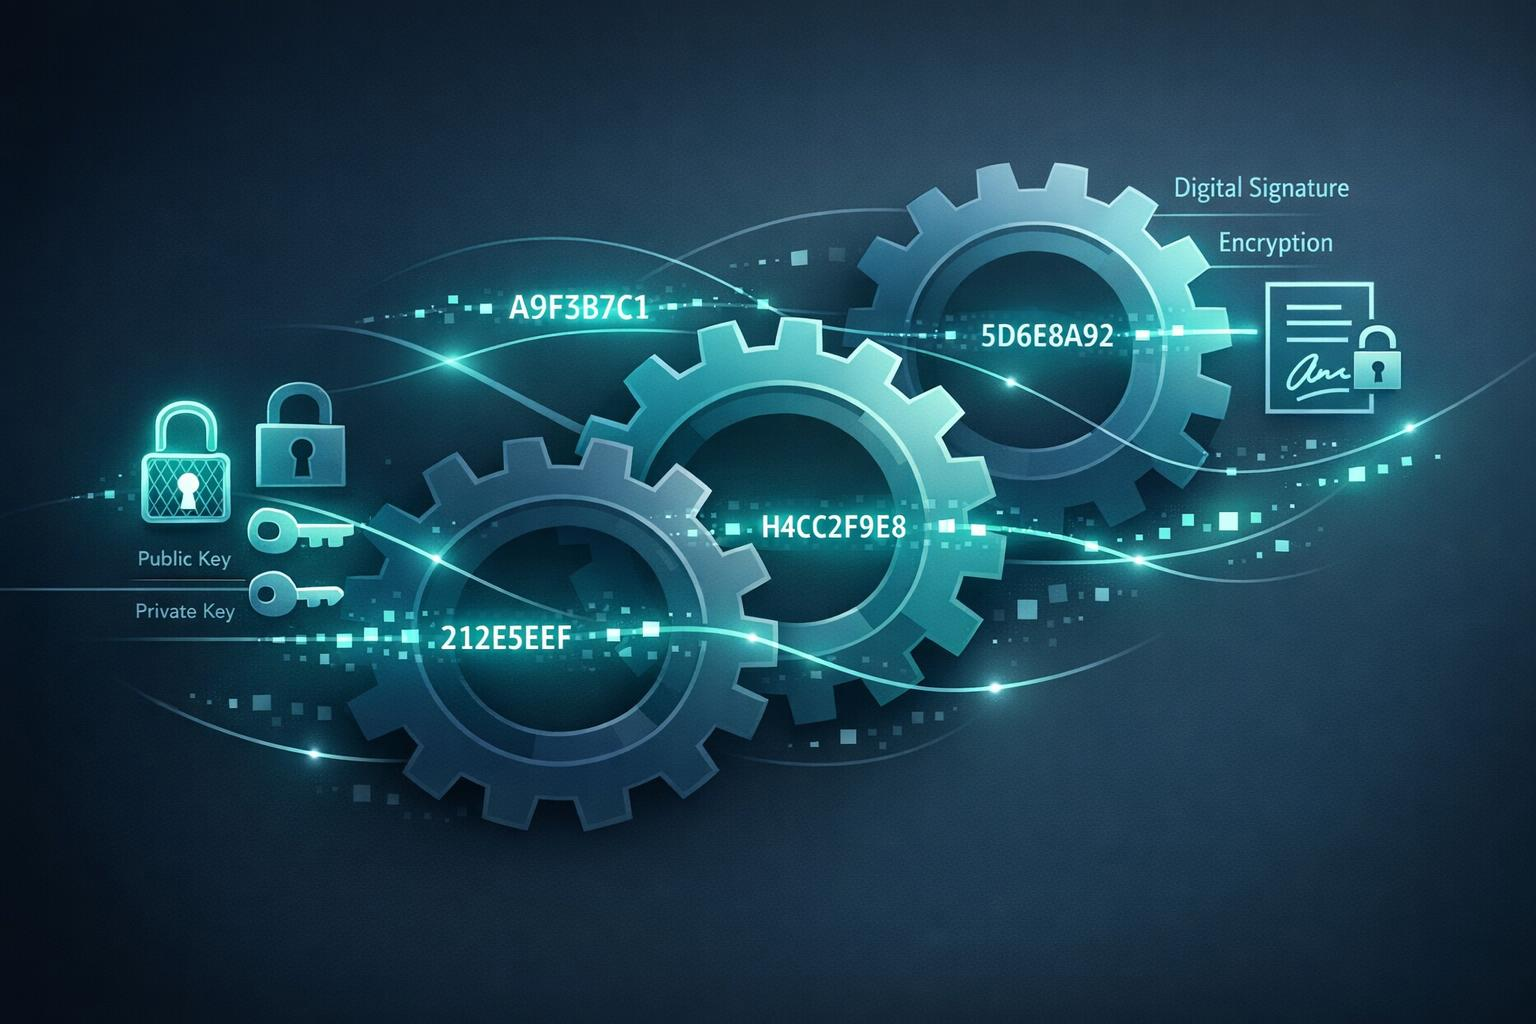 Digital Signature
Encryption
A9F3B7C1
5D6E8A92
H4CC2F9E8
Public Key
Private Key
212E5EEF